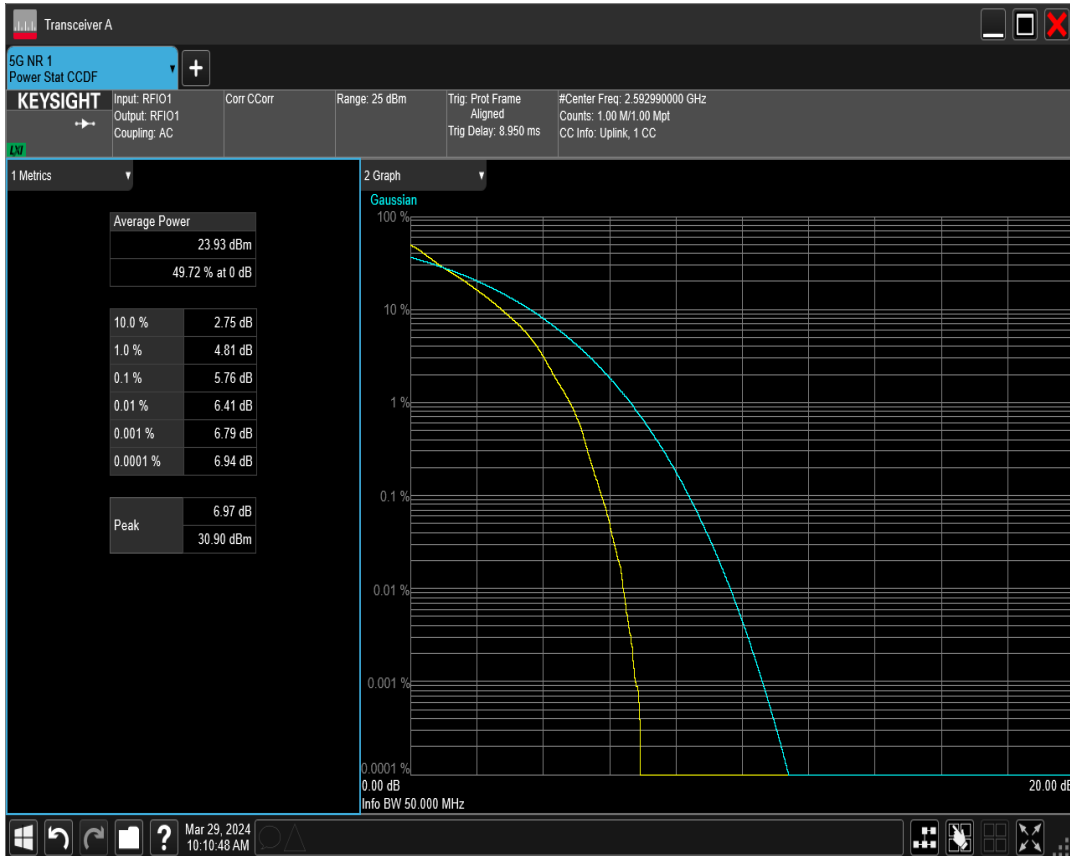 Transceiver A
5G NR 1
Power Stat CCDF
KEYSIGHT
LXI
Input: RFIO1
Output: RFIO1
Coupling: AC
Corr CCorr
Range: 25 dBm
Trig: Prot Frame
Aligned
Trig Delay: 8.950 ms
#Center Freq: 2.592990000 GHz
Counts: 1.00 M/1.00 Mpt
CC Info: Uplink, 1 CC
1 Metrics
Average Power
23.93 dBm
49.72 % at 0 dB
10.0 % 2.75 dB
1.0 % 4.81 dB
0.1 % 5.76 dB
0.01 % 6.41 dB
0.001 % 6.79 dB
0.0001 % 6.94 dB
Peak
6.97 dB
30.90 dBm
2 Graph
Gaussian
100 %
10 %
1 %
0.1 %
0.01 %
0.001 %
0.0001 %
0.00 dB
20.00 dB
Info BW 50.000 MHz
?
Mar 29, 2024
10:10:48 AM